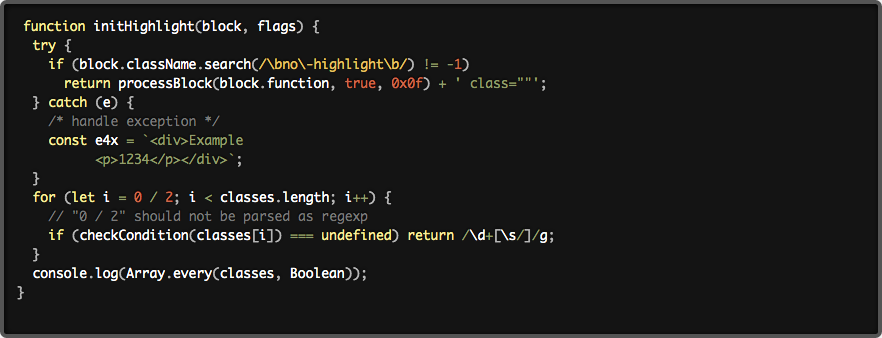 function initHighlight(block, flags) {
  try {
    if (block.className.search(/\bno\-highlight\b/) != -1)
      return processBlock(block.function, true, 0x0f) + ' class=""';
  } catch (e) {
    /* handle exception */
    const e4x = `<div>Example
          <p>1234</p></div>`;
  }
  for (let i = 0 / 2; i < classes.length; i++) {
    // "0 / 2" should not be parsed as regexp
    if (checkCondition(classes[i]) === undefined) return /\d+[\s/]/g;
  }
  console.log(Array.every(classes, Boolean));
}